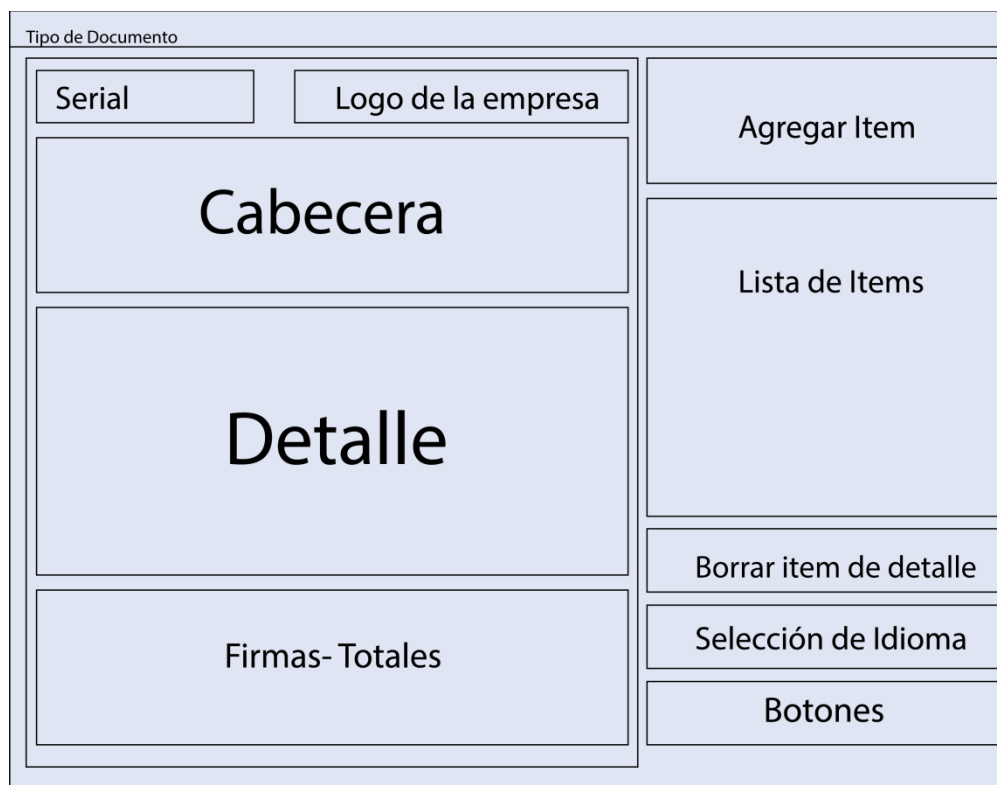 Tipo de Documento
Serial
Logo de la empresa
Cabecera
Detalle
Firmas- Totales
Agregar Item
Lista de Items
Borrar item de detalle
Selección de Idioma
Botones